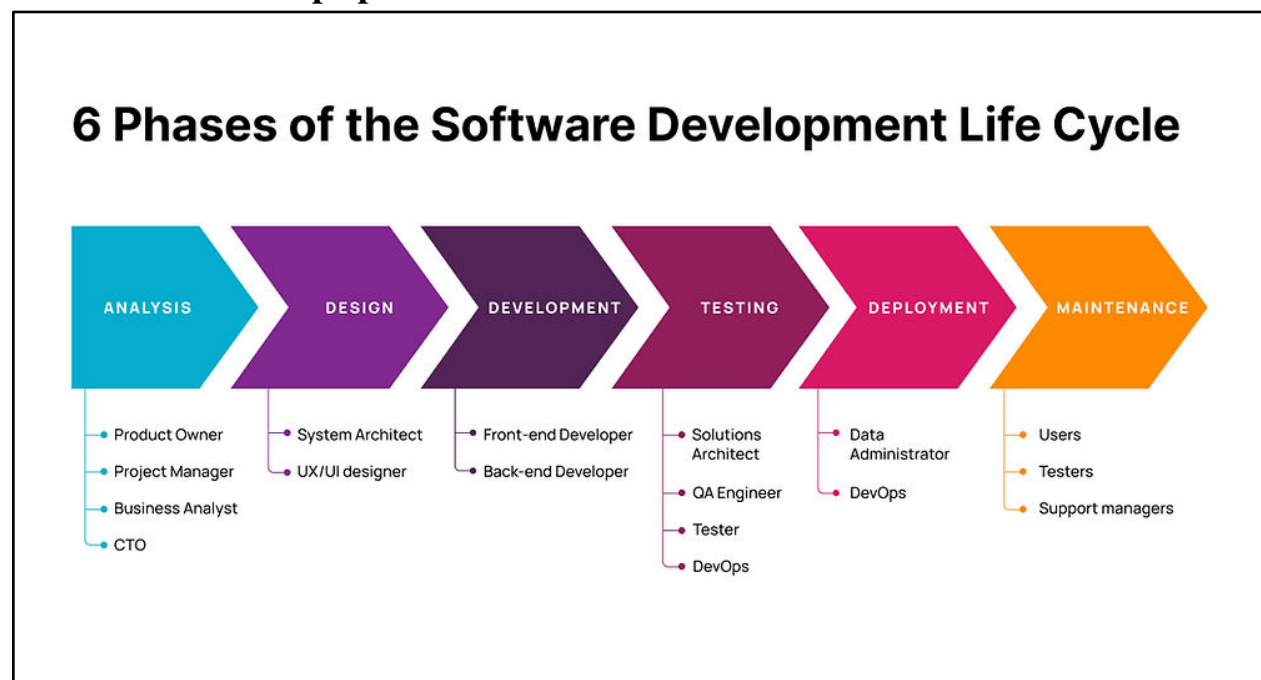 6 Phases of the Software Development Life Cycle
ANALYSIS
DESIGN
DEVELOPMENT
TESTING
DEPLOYMENT
MAINTENANCE
Product Owner
Project Manager
Business Analyst
CTO
System Architect
UX/UI designer
Front-end Developer
Back-end Developer
Solutions
Architect
QA Engineer
Tester
DevOps
Data
Administrator
DevOps
Users
Testers
Support managers